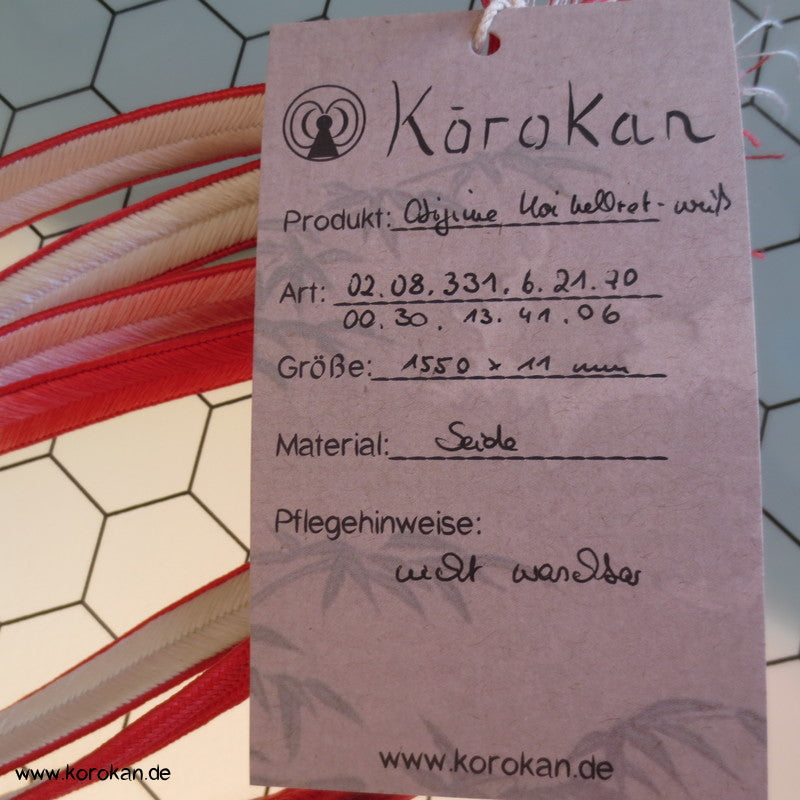 Kōrokan
Produkt: Obijime Koi hellrot-weiß
Art: 02.08.331.6.21.70
00.30.13.41.06
Größe: 1550 x 11 mm
Material: Seide
Pflegehinweise:
nicht waschbar
www.korokan.de
www.korokan.de